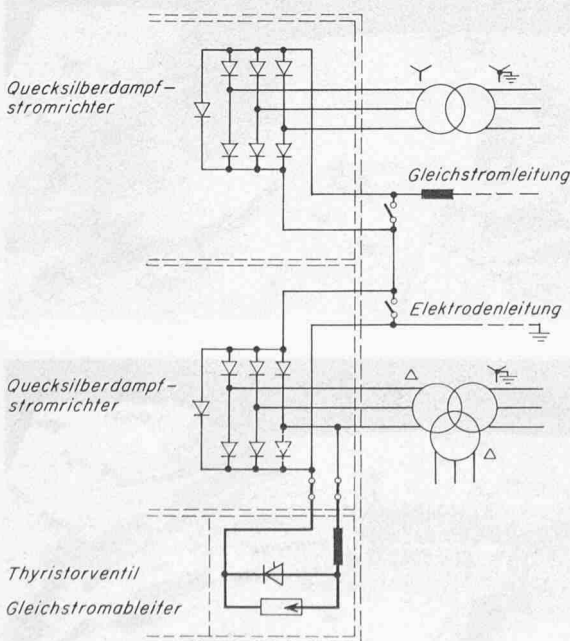 Quecksilberdampf-
stromrichter
Gleichstromleitung
Elektrodenleitung
Quecksilberdampf-
stromrichter
Thyristorventil
Gleichstromableiter